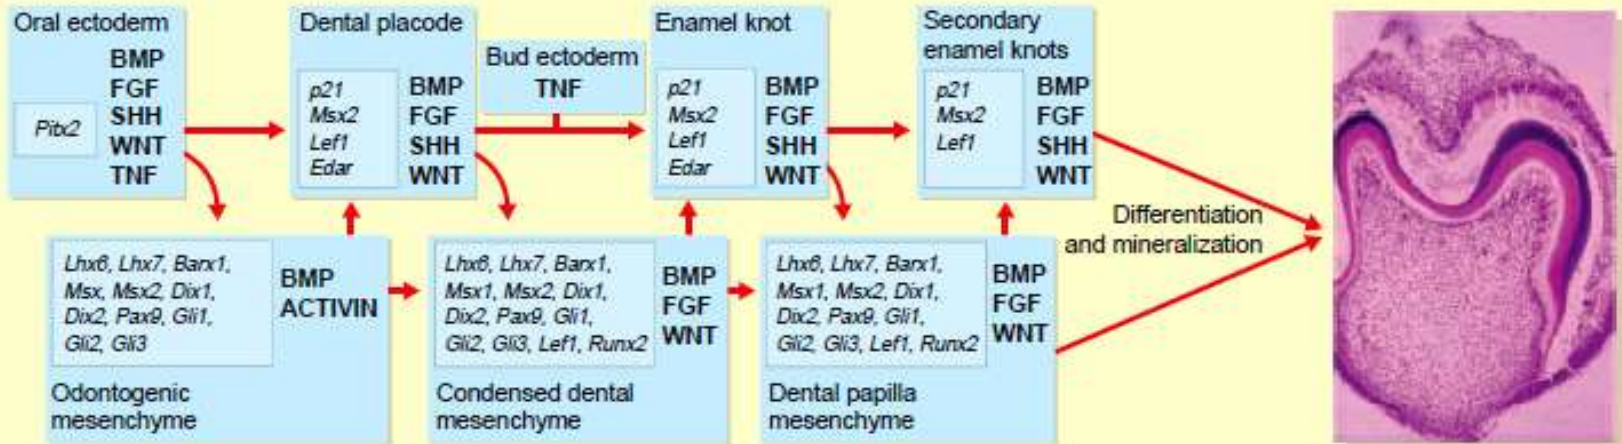 Oral ectoderm
BMP
FGF
SHH
WNT
TNF
Pitx2
Dental placode
p21
Msx2
Lef1
Edar
BMP
FGF
SHH
WNT
Bud ectoderm
TNF
Enamel knot
p21
Msx2
Lef1
Edar
BMP
FGF
SHH
WNT
Secondary
enamel knots
p21
Msx2
Lef1
BMP
FGF
SHH
WNT
Differentiation
and mineralization
Lhx6, Lhx7, Barx1,
Msx, Msx2, Dlx1,
Dlx2, Pax9, Gli1,
Gli2, Gli3
BMP
ACTIVIN
Odontogenic
mesenchyme
Lhx6, Lhx7, Barx1,
Msx1, Msx2, Dlx1,
Dlx2, Pax9, Gli1,
Gli2, Gli3, Lef1, Runx2
BMP
FGF
WNT
Condensed dental
mesenchyme
Lhx6, Lhx7, Barx1,
Msx1, Msx2, Dlx1,
Dlx2, Pax9, Gli1,
Gli2, Gli3, Lef1, Runx2
BMP
FGF
WNT
Dental papilla
mesenchyme